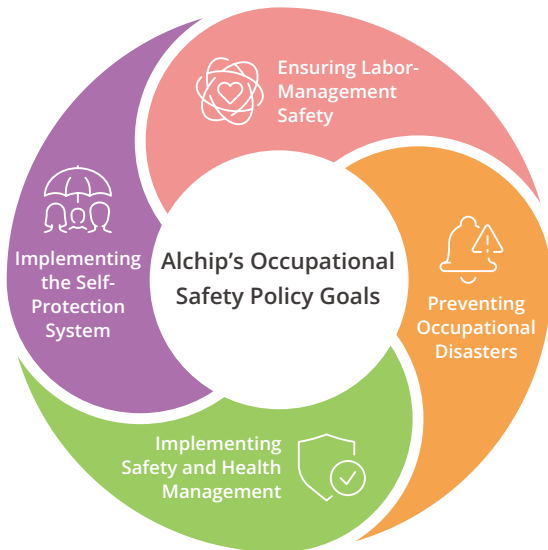 Ensuring Labor-
Management
Safety
Preventing
Occupational
Disasters
Implementing
Safety and Health
Management
Implementing
the Self-
Protection
System
Alchip's Occupational
Safety Policy Goals